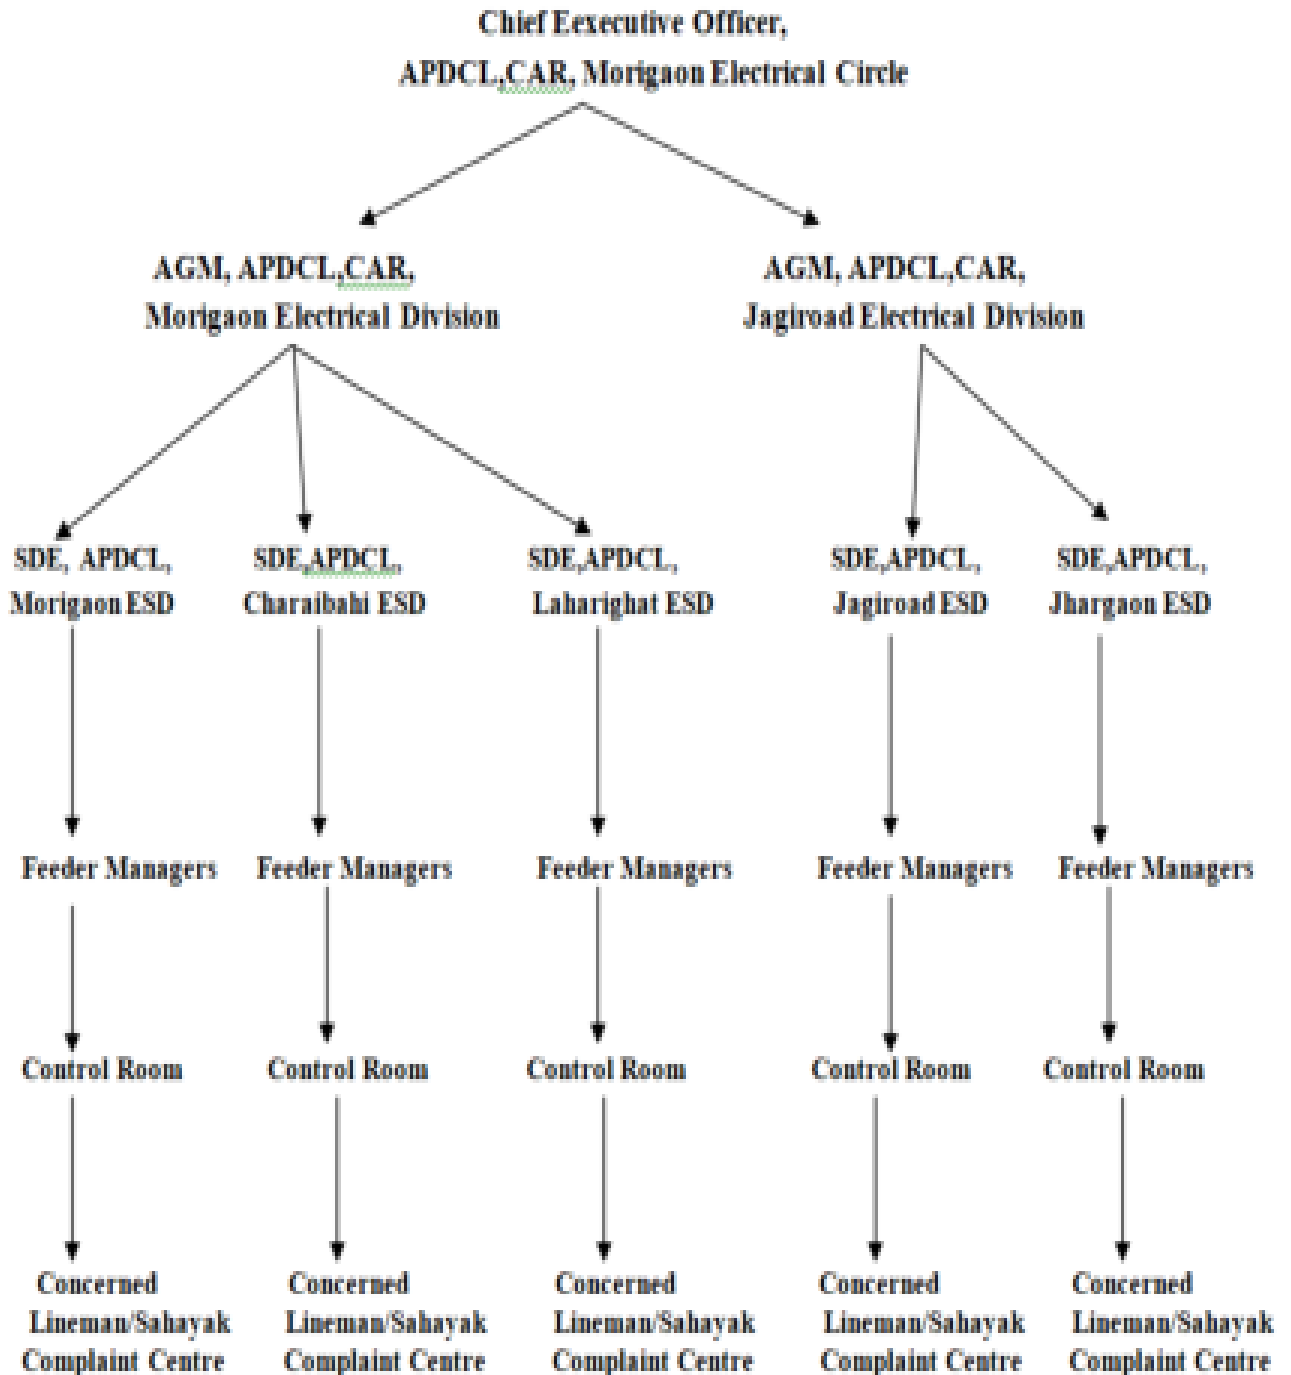 Chief Eexecutive Officer,
APDCL,CAR, Morigaon Electrical Circle
AGM, APDCL,CAR,
Morigaon Electrical Division
AGM, APDCL,CAR,
Jagiroad Electrical Division
SDE, APDCL,
Morigaon ESD
SDE,APDCL,
Charaibahi ESD
SDE,APDCL,
Laharighat ESD
SDE,APDCL,
Jagiroad ESD
SDE,APDCL,
Jhargaon ESD
Feeder Managers
Feeder Managers
Feeder Managers
Feeder Managers
Feeder Managers
Control Room
Control Room
Control Room
Control Room
Control Room
Concerned
Lineman/Sahayak
Complaint Centre
Concerned
Lineman/Sahayak
Complaint Centre
Concerned
Lineman/Sahayak
Complaint Centre
Concerned
Lineman/Sahayak
Complaint Centre
Concerned
Lineman/Sahayak
Complaint Centre